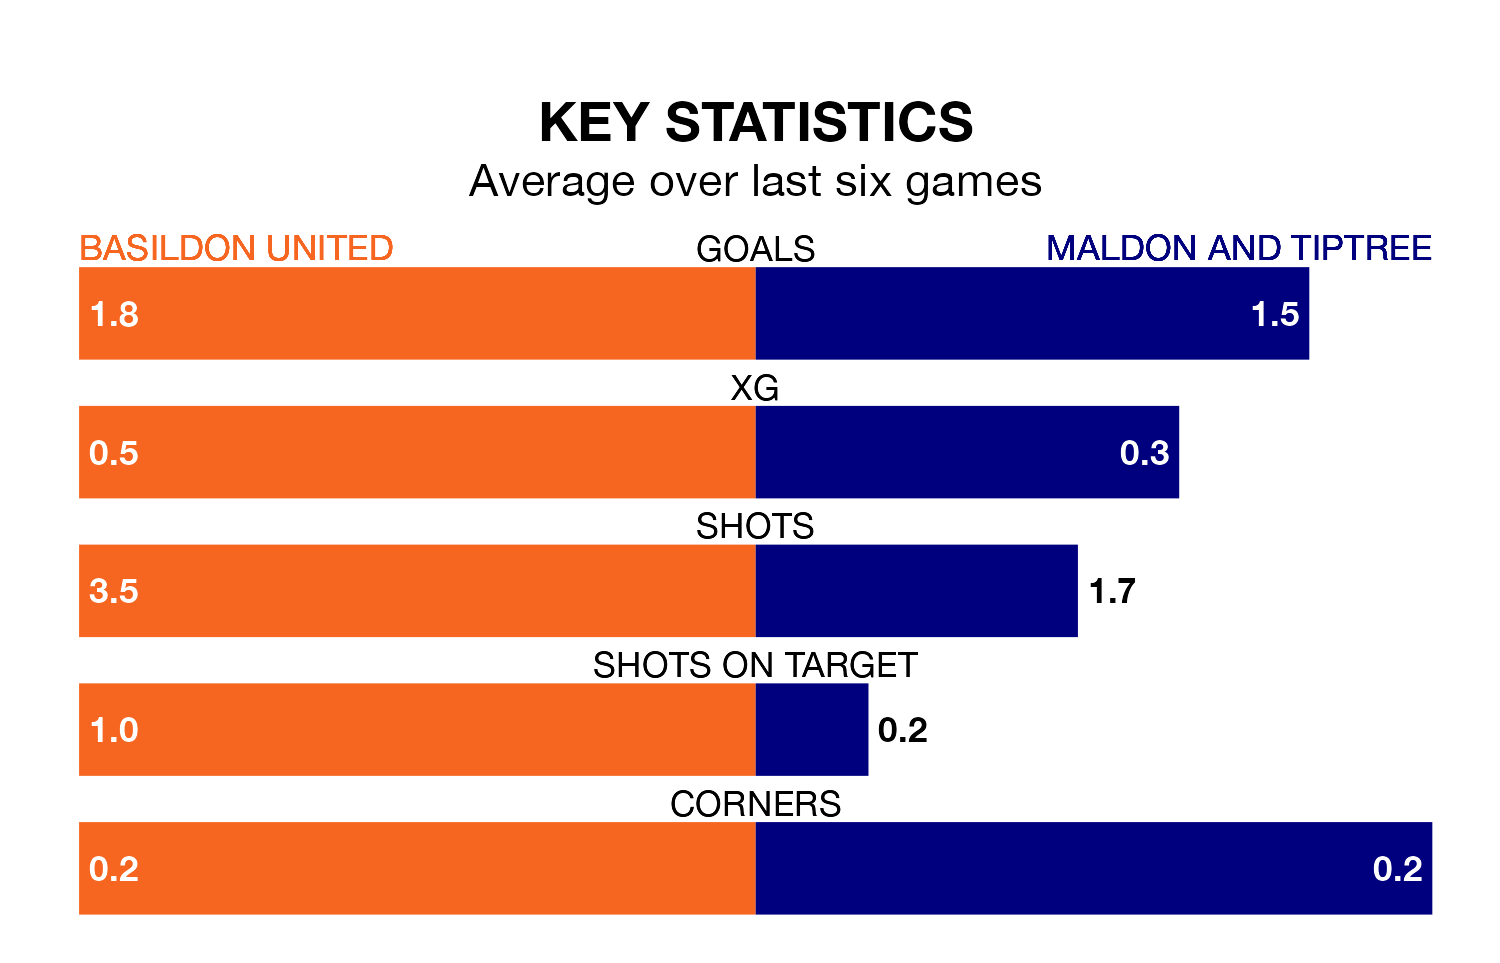 KEY STATISTICS
Average over last six games
BASILDON UNITED GOALS MALDON AND TIPTREE
1.8 1.5
XG
0.5 0.3
SHOTS
3.5 1.7
SHOTS ON TARGET
1.0 0.2
CORNERS
0.2 0.2